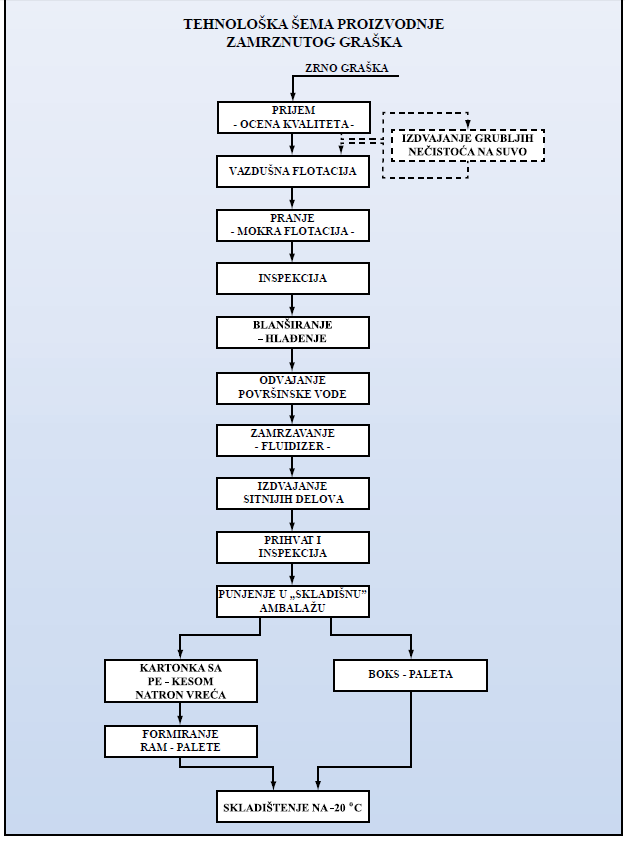 TEHNOLOŠKA ŠEMA PROIZVODNJE
ZAMRZNUTOG GRAŠKA
ZRNO GRAŠKA
PRIJEM
- OCENA KVALITETA -
IZDVAJANJE GRUBLJIH
NEČISTOĆA NA SUVO
VAZDUŠNA FLOTACIJA
PRANJE
- MOKRA FLOTACIJA -
INSPEKCIJA
BLANŠIRANJE
– HLAĐENJE
ODVAJANJE
POVRŠINSKE VODE
ZAMRZAVANJE
- FLUIDIZER -
IZDVAJANJE
SITNIJIH DELOVA
PRIHVAT I
INSPEKCIJA
PUNJENJE U „SKLADIŠNU”
AMBALAŽU
KARTONKA SA
PE – KESOM
NATRON VREĆA
BOKS - PALETA
FORMIRANJE
RAM - PALETE
SKLADIŠTENJE NA -20 °C